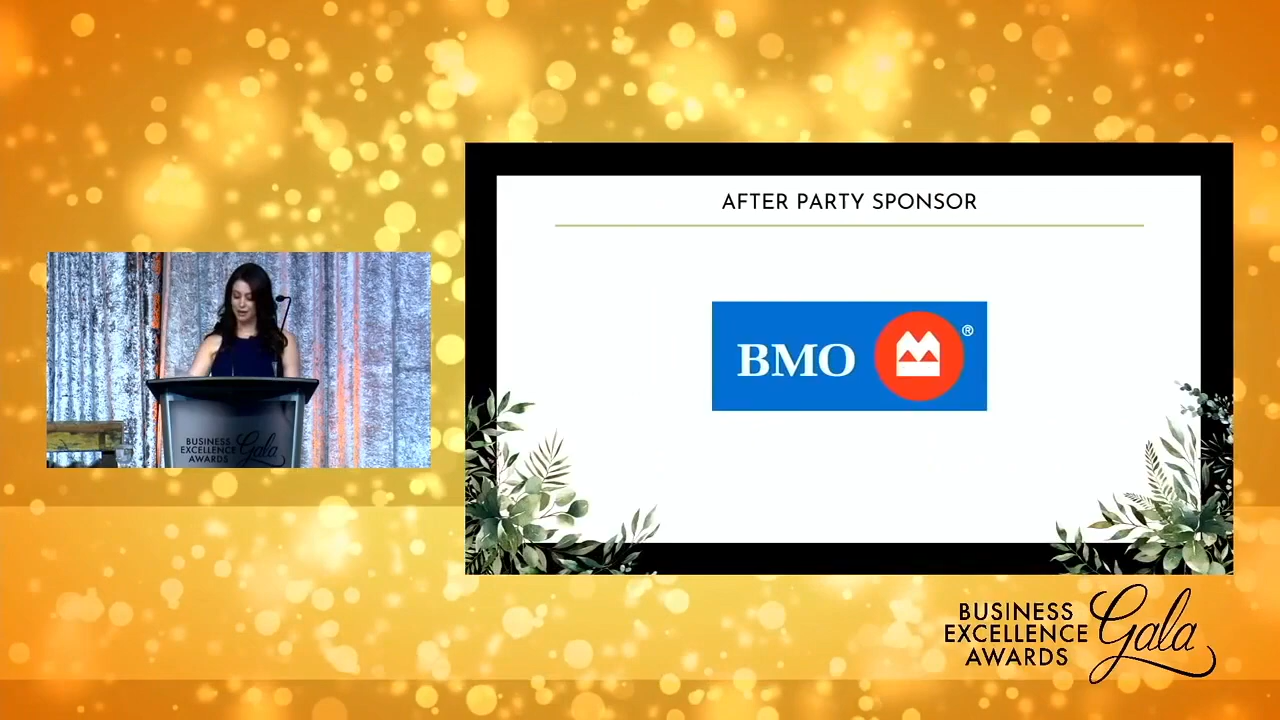 AFTER PARTY SPONSOR
BMO ®
BUSINESS
EXCELLENCE
AWARDS
Gala
BUSINESS
EXCELLENCE
AWARDS
Gala